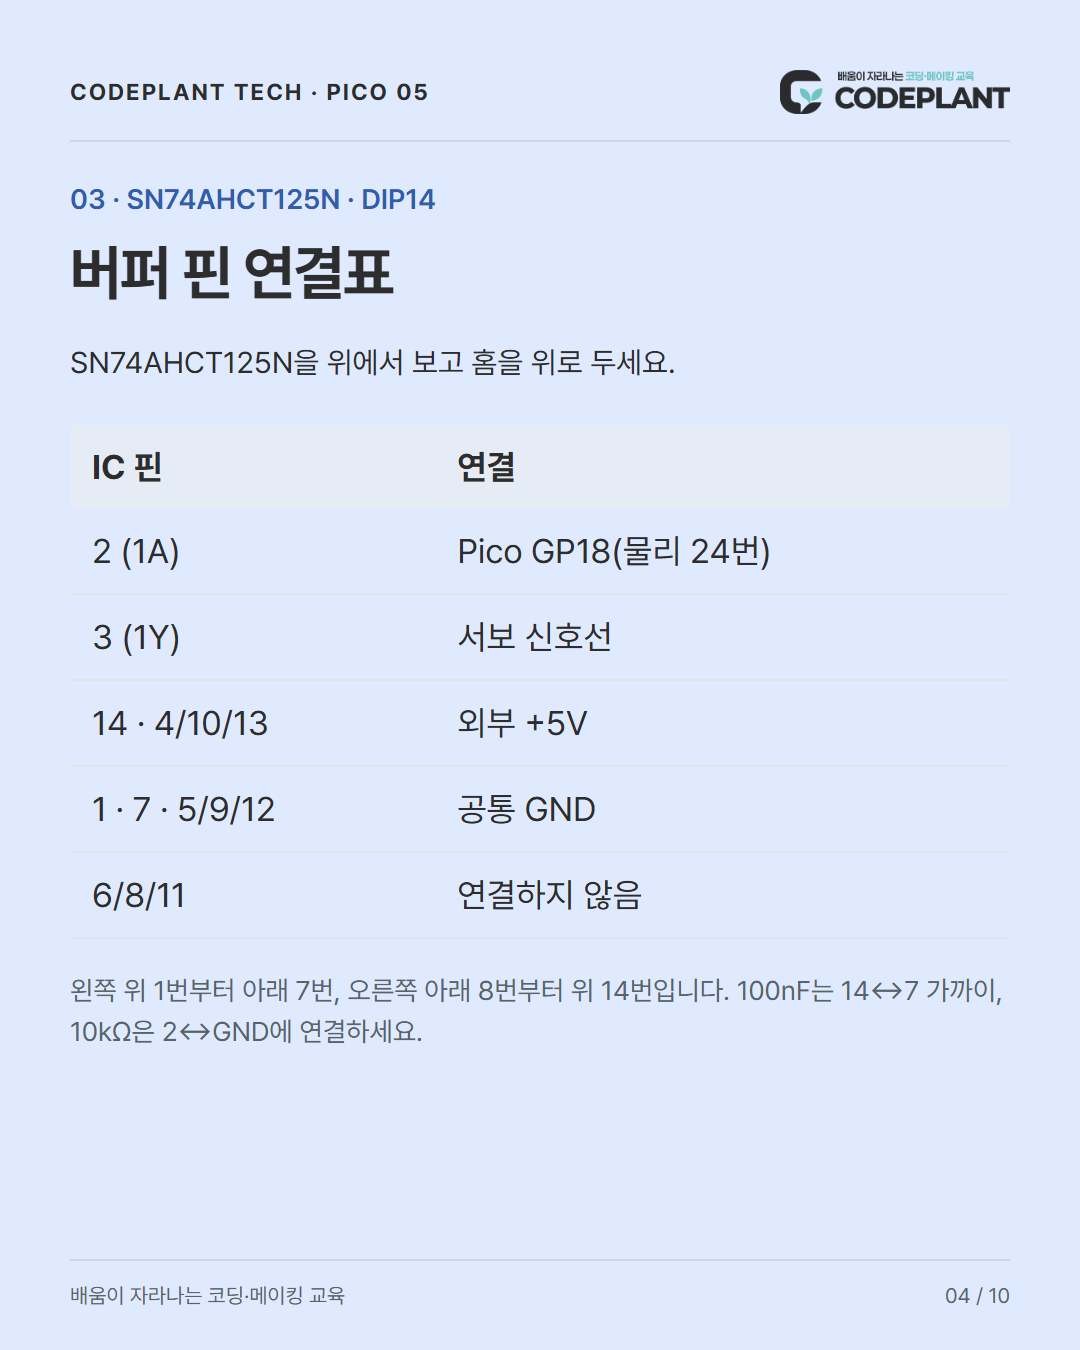 CODEPLANT TECH · PICO 05
배움이 자라나는 코딩·메이킹 교육
CODEPLANT
03 · SN74AHCT125N · DIP14
버퍼 핀 연결표
SN74AHCT125N을 위에서 보고 홈을 위로 두세요.
IC 핀 연결
2 (1A) Pico GP18(물리 24번)
3 (1Y) 서보 신호선
14 · 4/10/13 외부 +5V
1 · 7 · 5/9/12 공통 GND
6/8/11 연결하지 않음
왼쪽 위 1번부터 아래 7번, 오른쪽 아래 8번부터 위 14번입니다. 100nF는 14↔7 가까이,
10kΩ은 2↔GND에 연결하세요.
배움이 자라나는 코딩·메이킹 교육
04 / 10